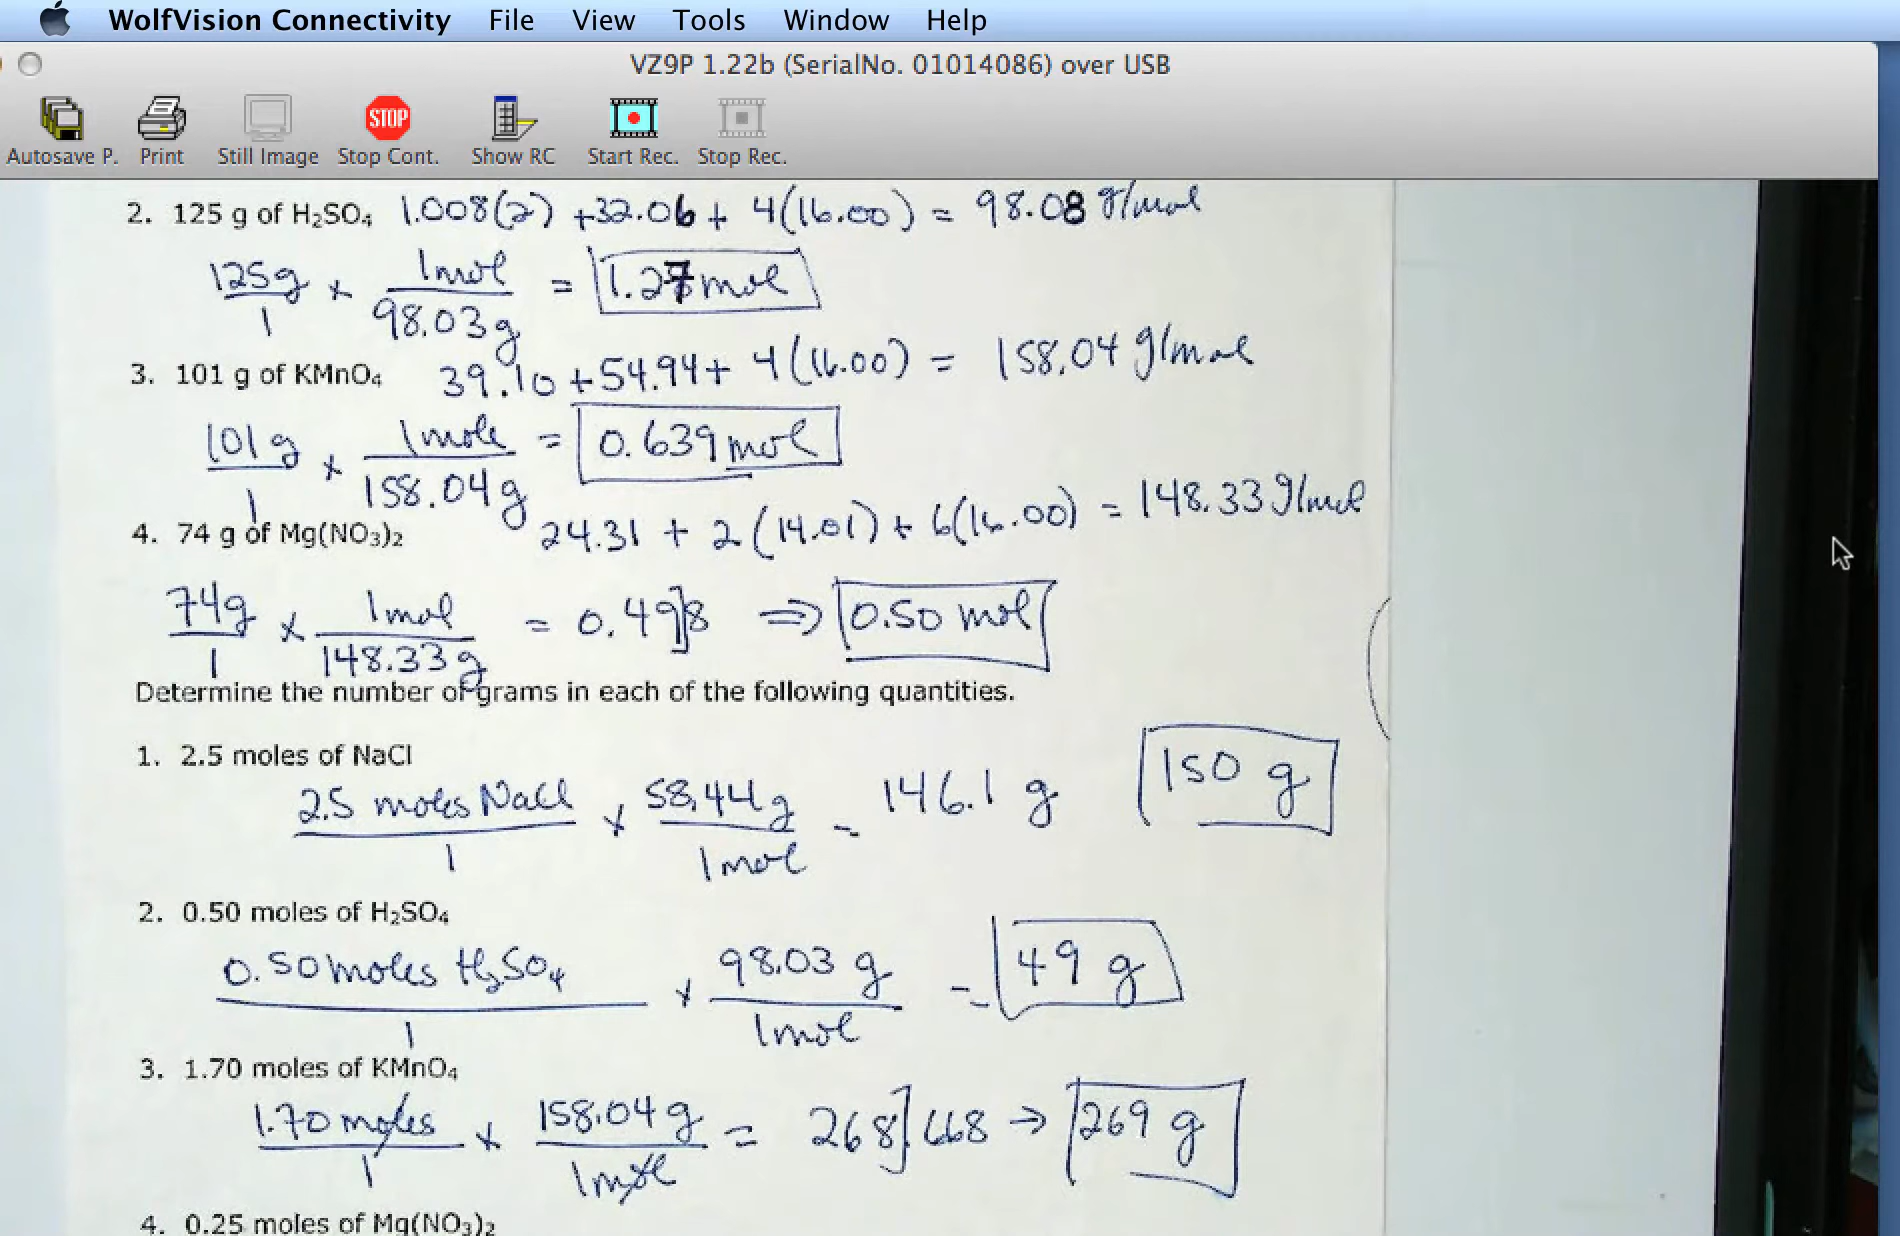 WolfVision Connectivity File View Tools Window Help
VZ9P 1.22b (SerialNo. 01014086) over USB
STOP
Autosave P. Print Still Image Stop Cont. Show RC Start Rec. Stop Rec.
2. 125 g of H₂SO₄ 1.008(2) + 32.06 + 4(16.00) = 98.08 g/mol
125g/1 × 1mol/98.03g = 1.27 mol
3. 101 g of KMnO₄ 39.10 + 54.94 + 4(16.00) = 158.04 g/mol
101 g/1 × 1mole/158.04g = 0.639 mol
4. 74 g of Mg(NO₃)₂ 24.31 + 2(14.01) + 6(16.00) = 148.33 g/mol
74g/1 × 1mol/148.33g = 0.49]8 ⇒ 0.50 mol
Determine the number of grams in each of the following quantities.
1. 2.5 moles of NaCl
2.5 moles NaCl/1 × 58.44g/1mol = 146.1 g 150 g
2. 0.50 moles of H₂SO₄
0.50 moles H₂SO₄/1 × 98.03 g/1mol = 49 g
3. 1.70 moles of KMnO₄
1.70 moles/1 × 158.04 g/1mol = 268].668 → 269 g
4. 0.25 moles of Mg(NO₃)₂